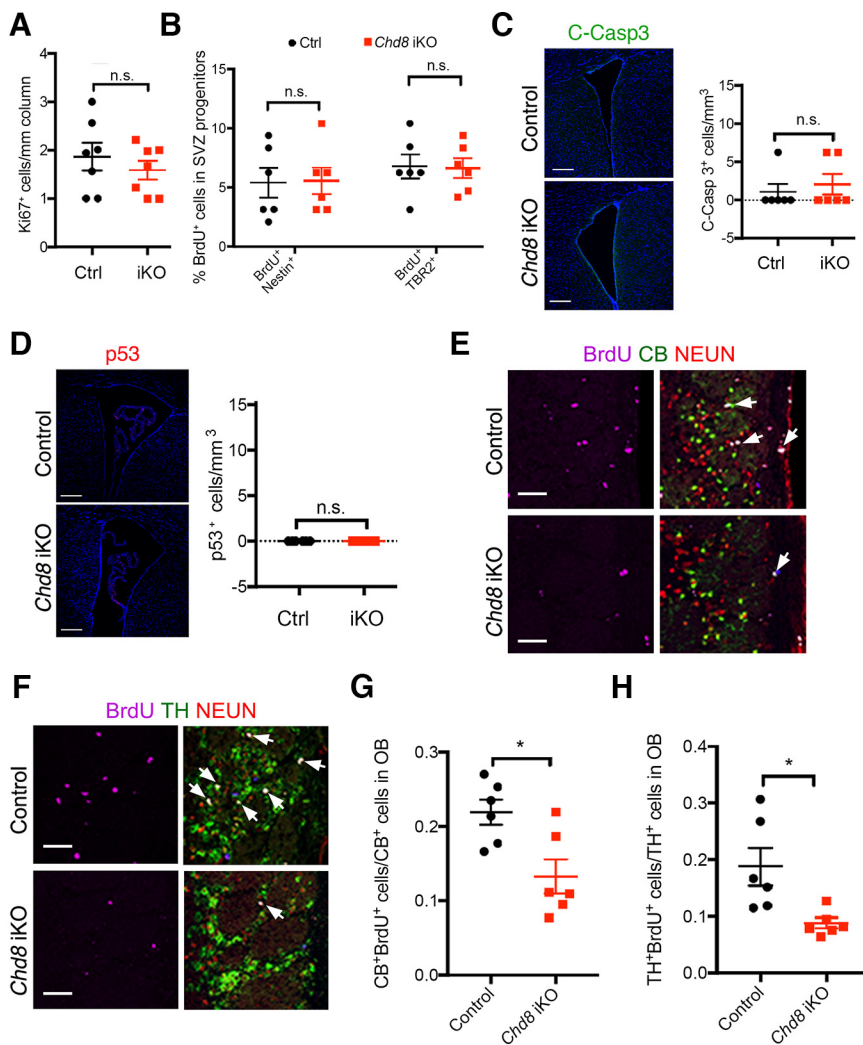 A
Ki67⁺ cells/mm column
4
3
2
1
0
n.s.
Ctrl
iKO
B
Ctrl
Chd8 iKO
% BrdU⁺ cells in SVZ progenitors
15
10
5
0
n.s.
n.s.
BrdU⁺
Nestin⁺
BrdU⁺
TBR2⁺
C
C-Casp3
Control
Chd8 iKO
C-Casp 3⁺ cells/mm³
15
10
5
0
-5
n.s.
Ctrl
iKO
D
p53
Control
Chd8 iKO
p53⁺ cells/mm³
15
10
5
0
-5
n.s.
Ctrl
iKO
E
BrdU CB NEUN
Control
Chd8 iKO
F
BrdU TH NEUN
Control
Chd8 iKO
G
CB⁺BrdU⁺ cells/CB⁺ cells in OB
0.3
0.2
0.1
0.0
*
Control
Chd8 iKO
H
TH⁺BrdU⁺ cells/TH⁺ cells in OB
0.4
0.3
0.2
0.1
0.0
*
Control
Chd8 iKO